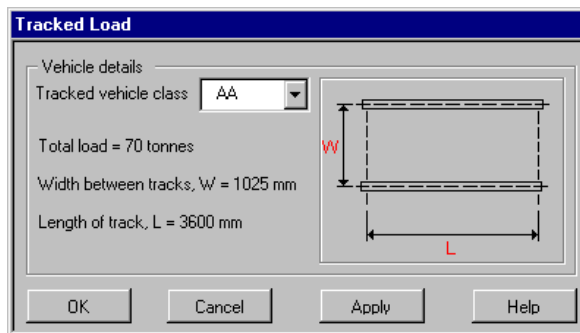 Tracked Load
Vehicle details
Tracked vehicle class AA
Total load = 70 tonnes
Width between tracks, W = 1025 mm
Length of track, L = 3600 mm
W
L
OK Cancel Apply Help